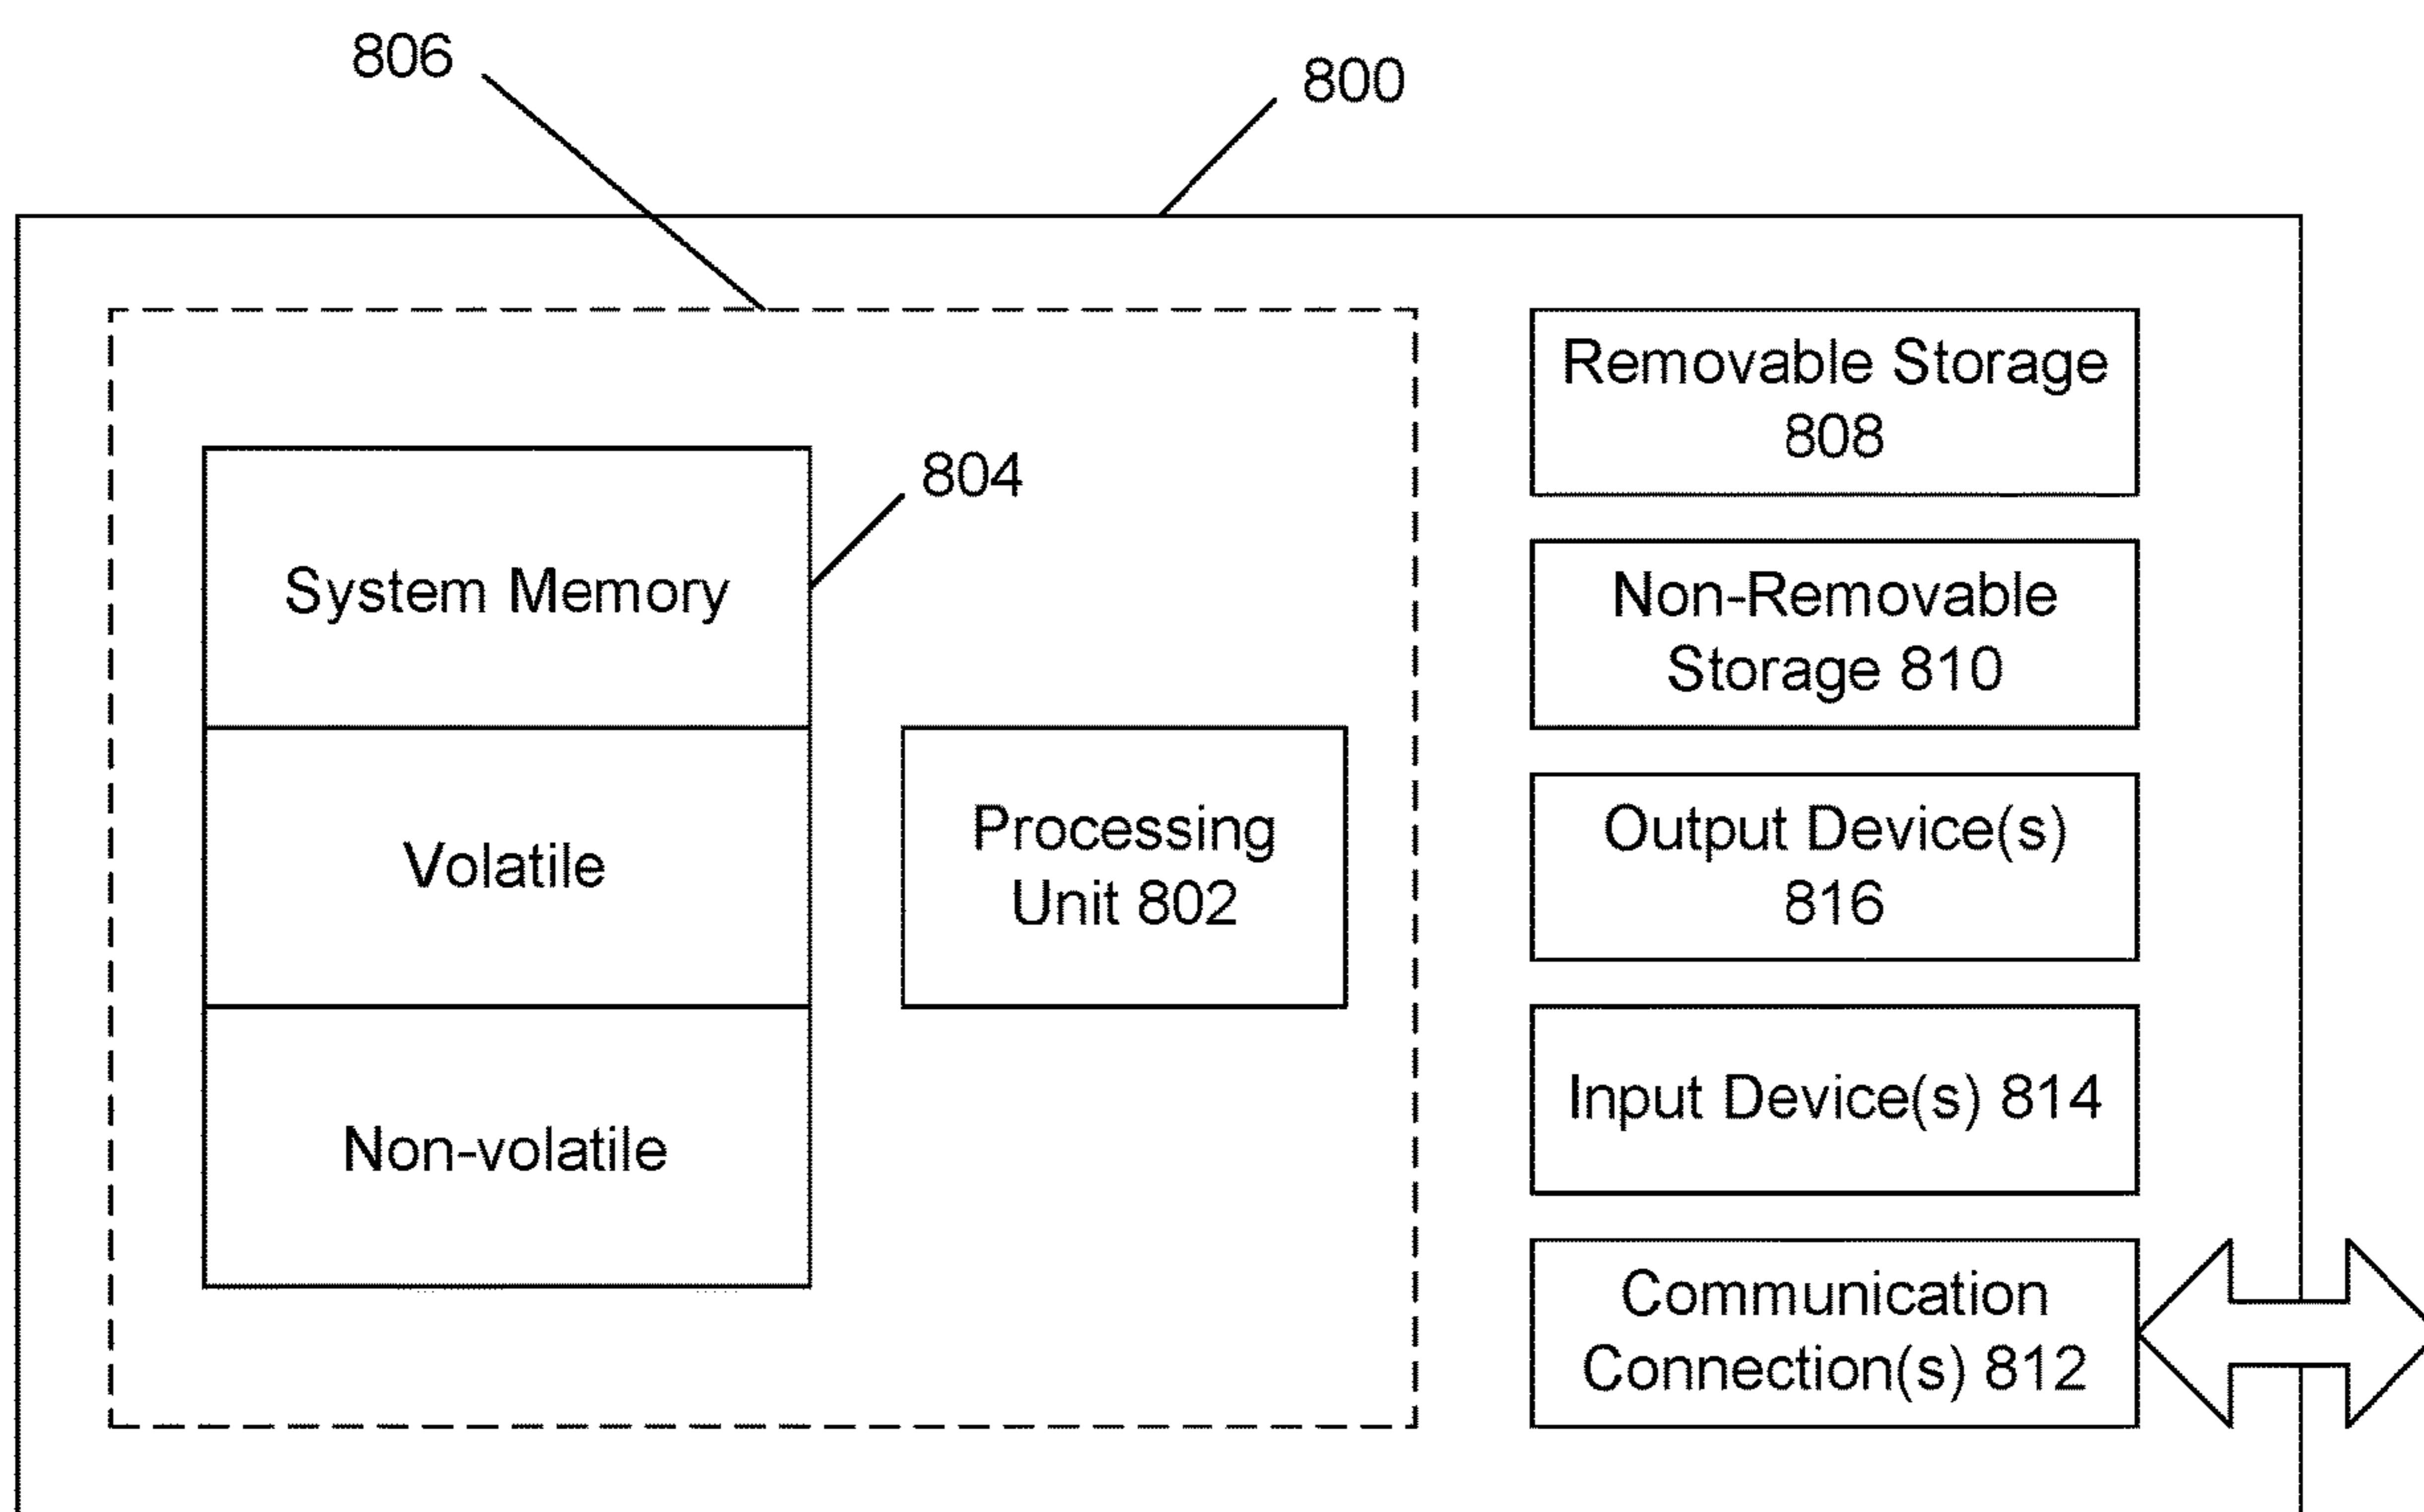 806
800
804
System Memory
Volatile
Non-volatile
Processing
Unit 802
Removable Storage
808
Non-Removable
Storage 810
Output Device(s)
816
Input Device(s) 814
Communication
Connection(s) 812